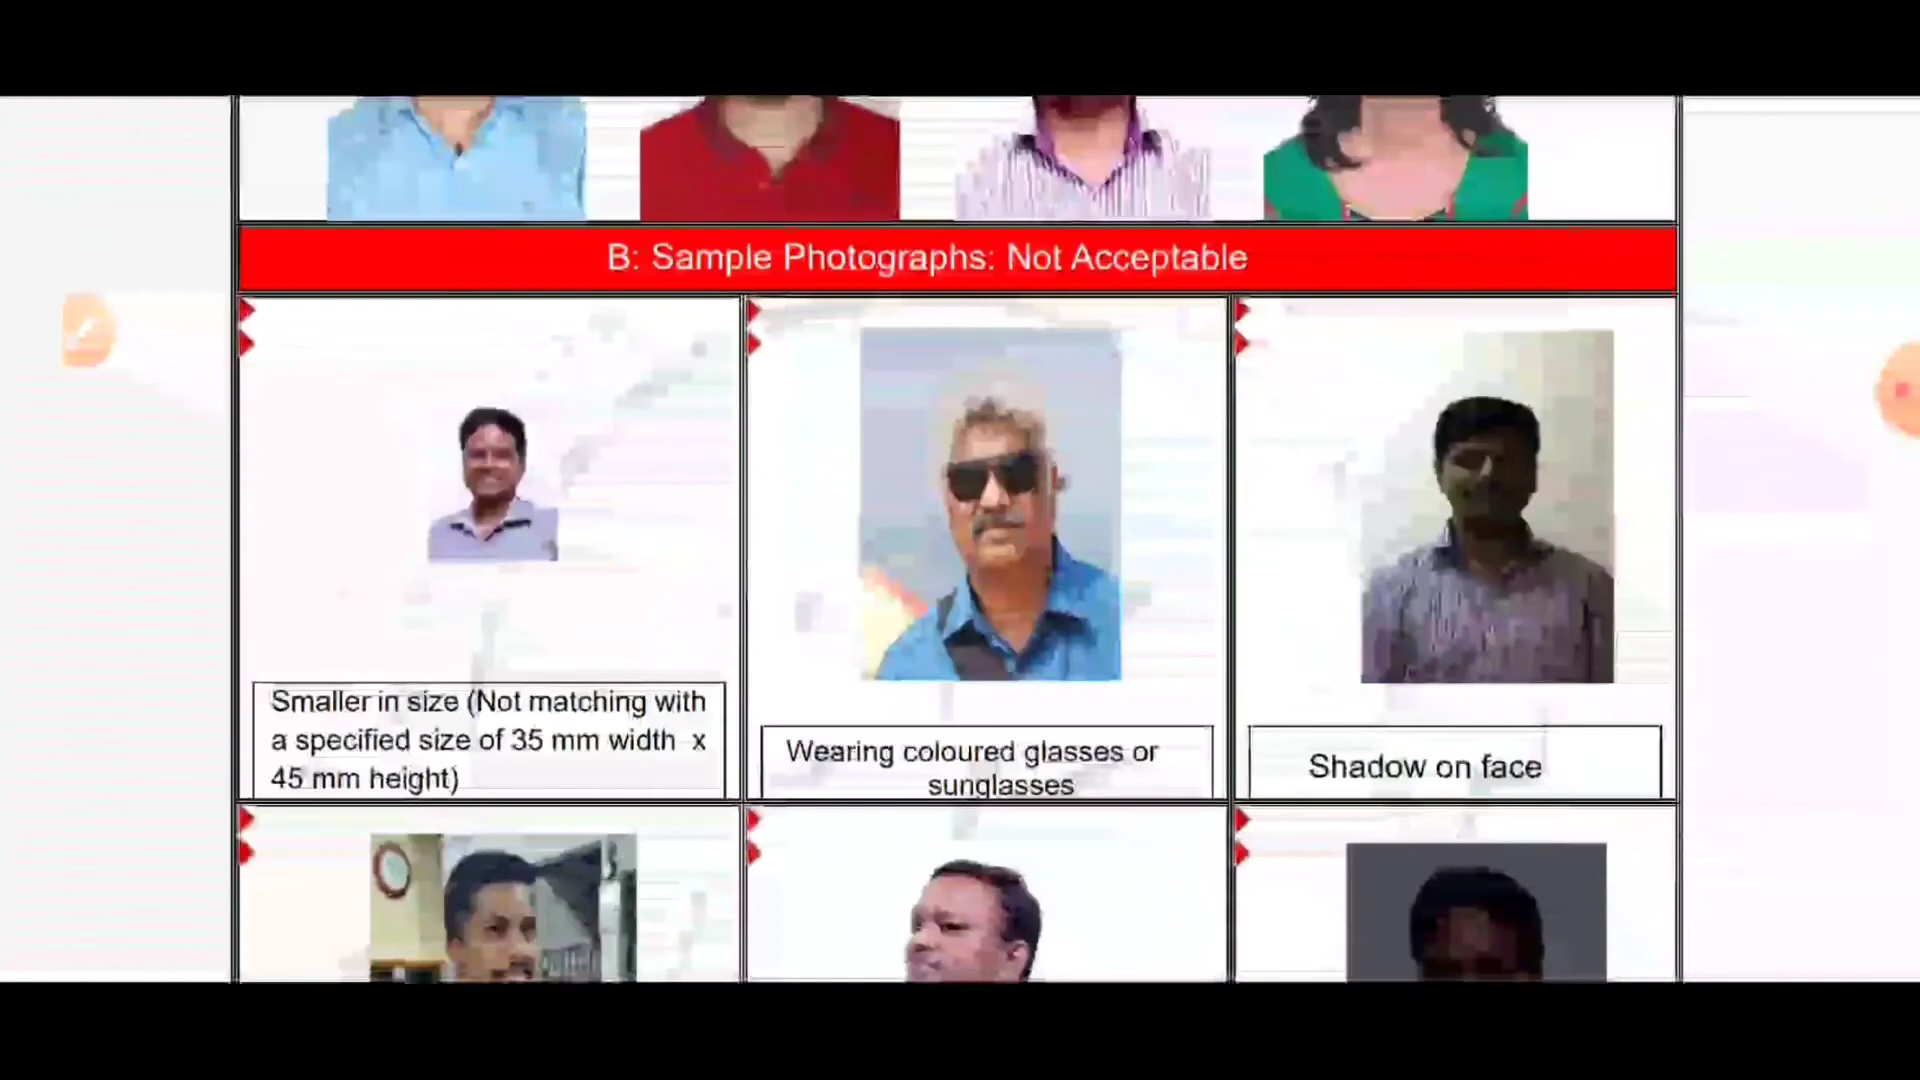 B: Sample Photographs: Not Acceptable
Smaller in size (Not matching with
a specified size of 35 mm width x
45 mm height)
Wearing coloured glasses or
sunglasses
Shadow on face